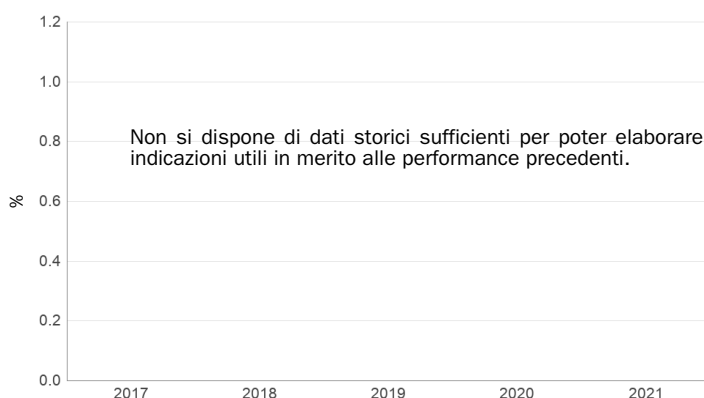 1.2
1.0
0.8
Non si dispone di dati storici sufficienti per poter elaborare
indicazioni utili in merito alle performance precedenti.
%
0.6
0.4
0.2
0.0
2017 2018 2019 2020 2021